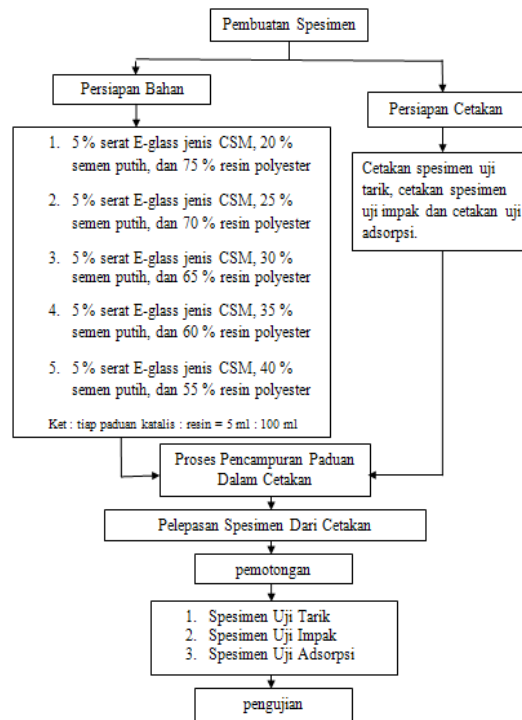 Pembuatan Spesimen
Persiapan Bahan
Persiapan Cetakan
1. 5 % serat E-glass jenis CSM, 20 %
semen putih, dan 75 % resin polyester
2. 5 % serat E-glass jenis CSM, 25 %
semen putih, dan 70 % resin polyester
3. 5 % serat E-glass jenis CSM, 30 %
semen putih, dan 65 % resin polyester
4. 5 % serat E-glass jenis CSM, 35 %
semen putih, dan 60 % resin polyester
5. 5 % serat E-glass jenis CSM, 40 %
semen putih, dan 55 % resin polyester
Ket : tiap paduan katalis : resin = 5 ml : 100 ml
Cetakan spesimen uji
tarik, cetakan spesimen
uji impak dan cetakan uji
adsorpsi.
Proses Pencampuran Paduan
Dalam Cetakan
Pelepasan Spesimen Dari Cetakan
pemotongan
1. Spesimen Uji Tarik
2. Spesimen Uji Impak
3. Spesimen Uji Adsorpsi
pengujian